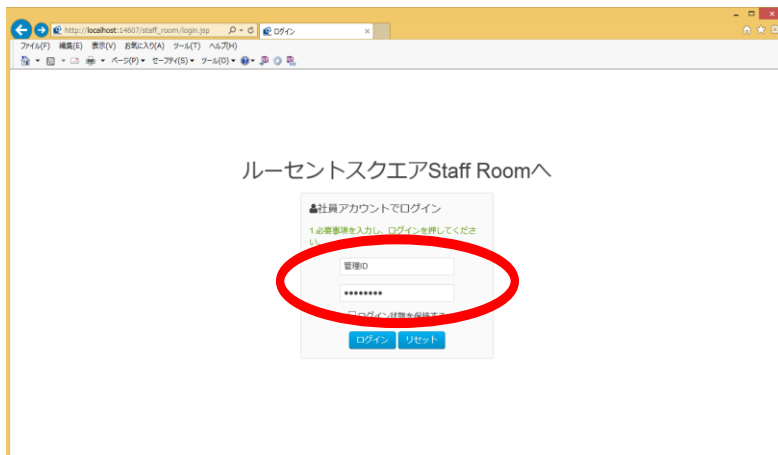 http://localhost:14607/staff_room/login.jsp
ログイン
ファイル(F) 編集(E) 表示(V) お気に入り(A) ツール(T) ヘルプ(H)
ページ(P) セーフティ(S) ツール(O)
ルーセントスクエアStaff Roomへ
社員アカウントでログイン
1.必要事項を入力し、ログインを押してくださ
い。
管理ID
••••••••
ログイン状態を保持する
ログイン リセット